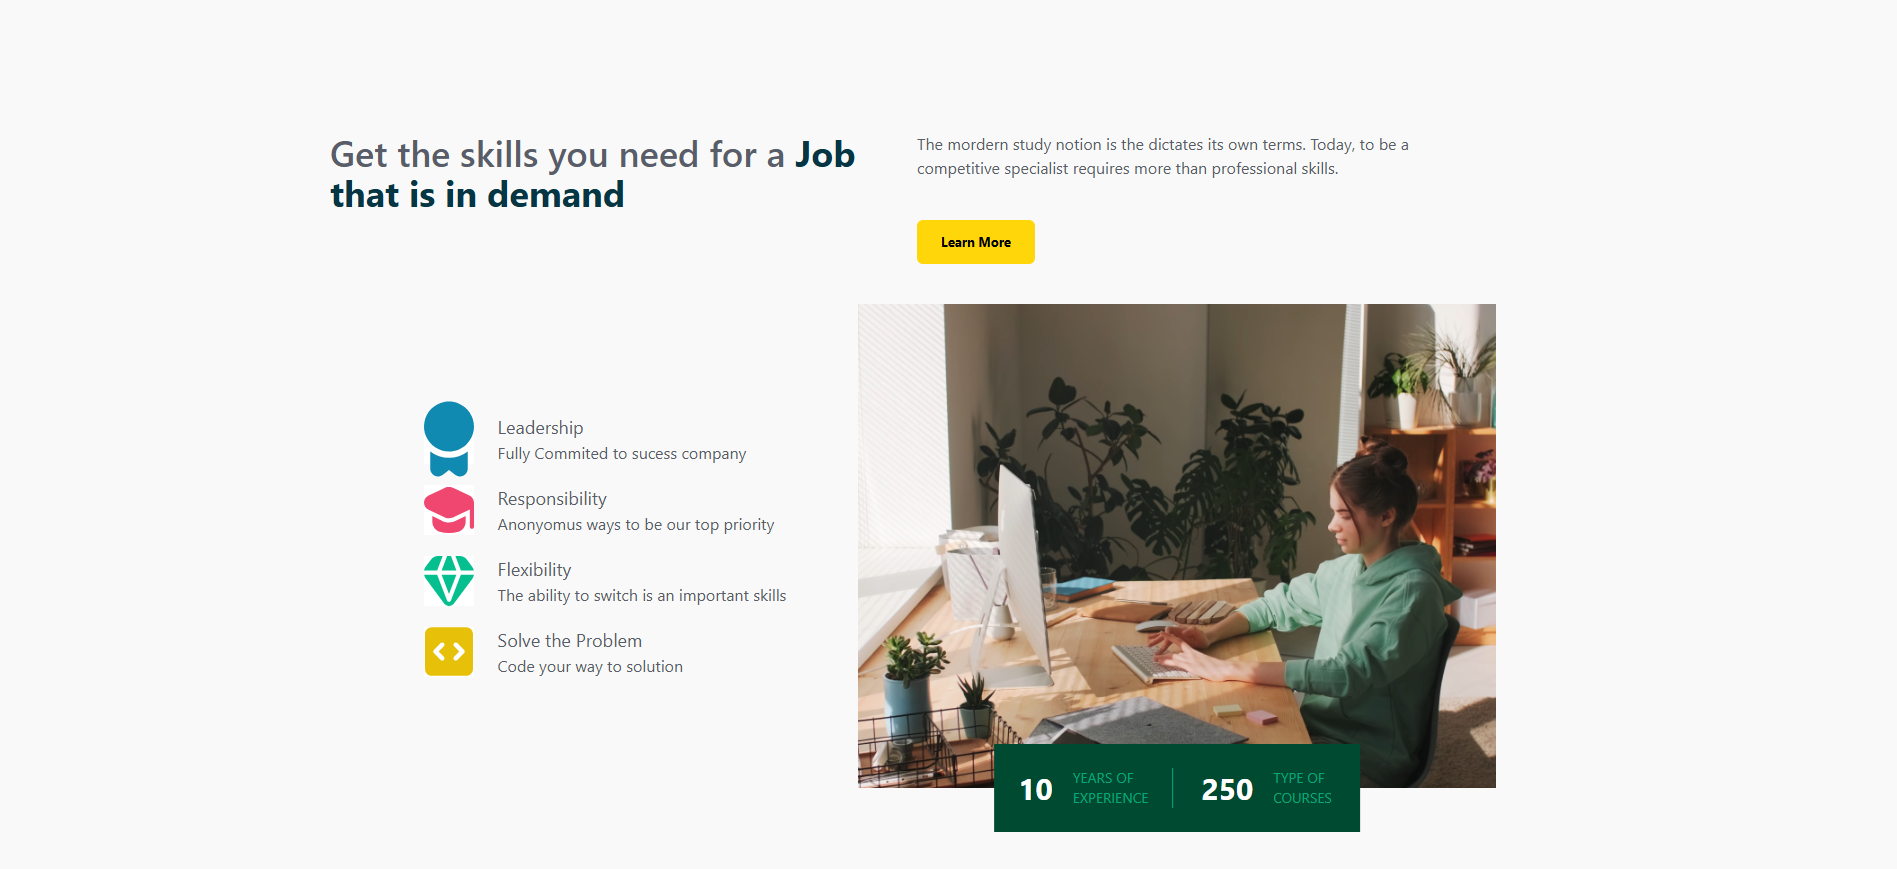 Get the skills you need for a Job
that is in demand
The mordern study notion is the dictates its own terms. Today, to be a
competitive specialist requires more than professional skills.
Learn More
Leadership
Fully Commited to sucess company
Responsibility
Anonyomus ways to be our top priority
Flexibility
The ability to switch is an important skills
Solve the Problem
Code your way to solution
10
YEARS OF
EXPERIENCE
250
TYPE OF
COURSES